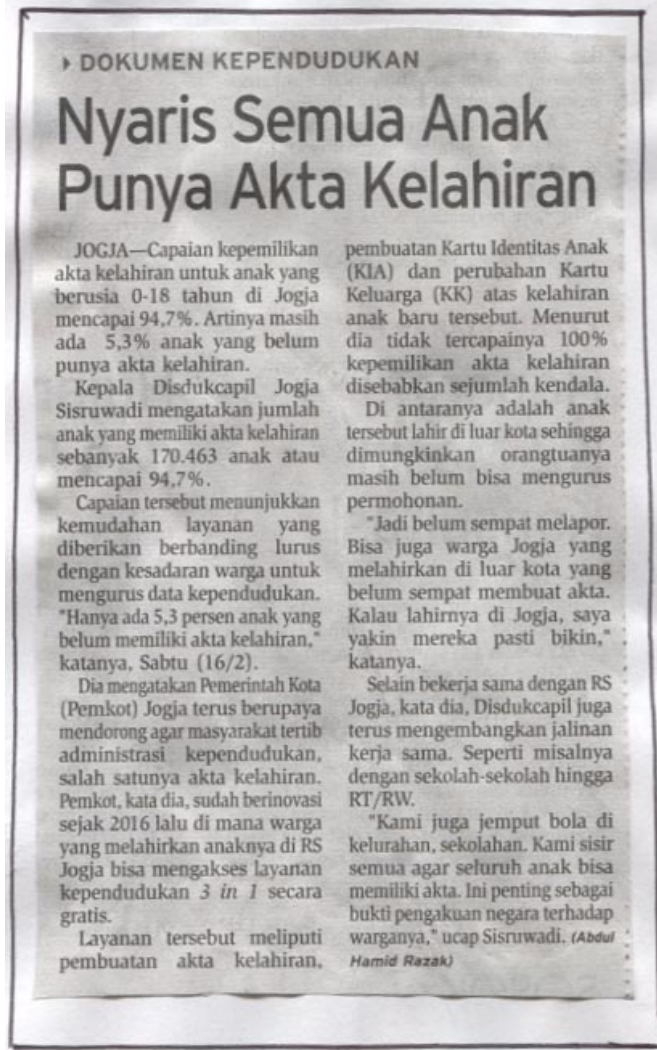 DOKUMEN KEPENDUDUKAN
Nyaris Semua Anak
Punya Akta Kelahiran
JOGJA—Capaian kepemilikan
akta kelahiran untuk anak yang
berusia 0-18 tahun di Jogja
mencapai 94,7%. Artinya masih
ada 5,3% anak yang belum
punya akta kelahiran.
Kepala Disdukcapil Jogja
Sisruwadi mengatakan jumlah
anak yang memiliki akta kelahiran
sebanyak 170.463 anak atau
mencapai 94,7%.
Capaian tersebut menunjukkan
kemudahan layanan yang
diberikan berbanding lurus
dengan kesadaran warga untuk
mengurus data kependudukan.
"Hanya ada 5,3 persen anak yang
belum memiliki akta kelahiran,"
katanya, Sabtu (16/2).
Dia mengatakan Pemerintah Kota
(Pemkot) Jogja terus berupaya
mendorong agar masyarakat tertib
administrasi kependudukan,
salah satunya akta kelahiran.
Pemkot, kata dia, sudah berinovasi
sejak 2016 lalu di mana warga
yang melahirkan anaknya di RS
Jogja bisa mengakses layanan
kependudukan 3 in 1 secara
gratis.
Layanan tersebut meliputi
pembuatan akta kelahiran,
pembuatan Kartu Identitas Anak
(KIA) dan perubahan Kartu
Keluarga (KK) atas kelahiran
anak baru tersebut. Menurut
dia tidak tercapainya 100%
kepemilikan akta kelahiran
disebabkan sejumlah kendala.
Di antaranya adalah anak
tersebut lahir di luar kota sehingga
dimungkinkan orangtuanya
masih belum bisa mengurus
permohonan.
"Jadi belum sempat melapor.
Bisa juga warga Jogja yang
melahirkan di luar kota yang
belum sempat membuat akta.
Kalau lahirnya di Jogja, saya
yakin mereka pasti bikin,"
katanya.
Selain bekerja sama dengan RS
Jogja, kata dia, Disdukcapil juga
terus mengembangkan jalinan
kerja sama. Seperti misalnya
dengan sekolah-sekolah hingga
RT/RW.
"Kami juga jemput bola di
kelurahan, sekolahan. Kami sisir
semua agar seluruh anak bisa
memiliki akta. Ini penting sebagai
bukti pengakuan negara terhadap
warganya," ucap Sisruwadi. (Abdul
Hamid Razak)